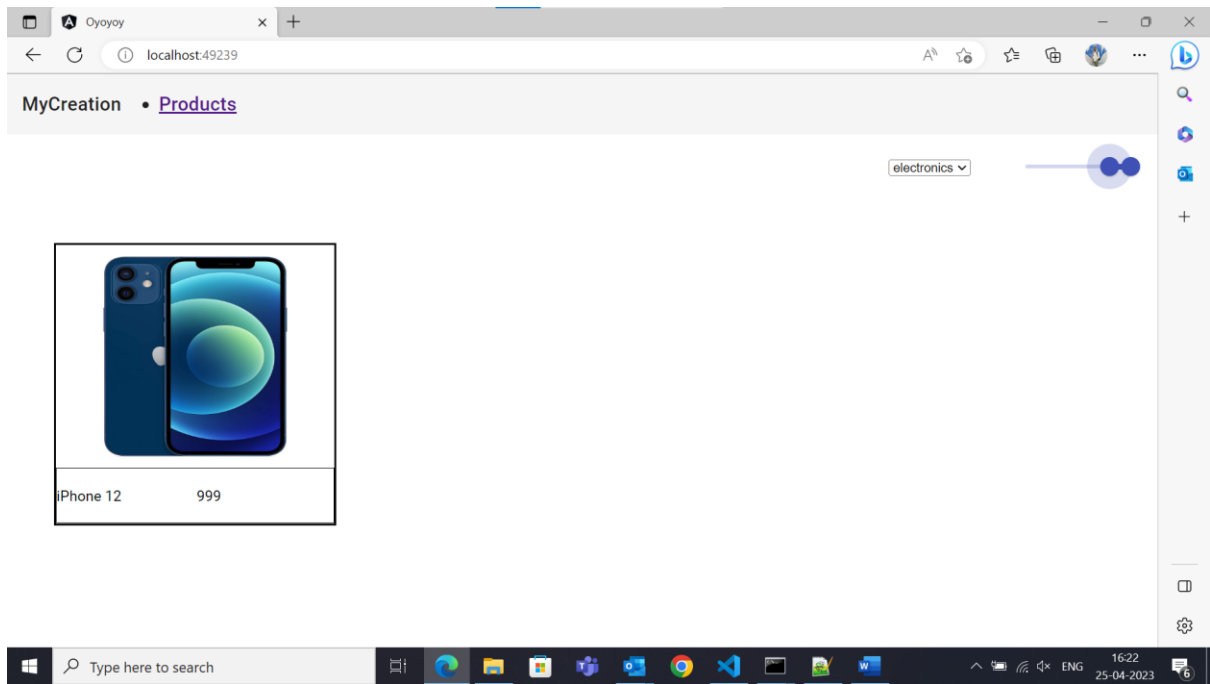 Oyoyoy
localhost:49239
MyCreation • Products
electronics
iPhone 12 999
Type here to search
ENG
16:22
25-04-2023
6